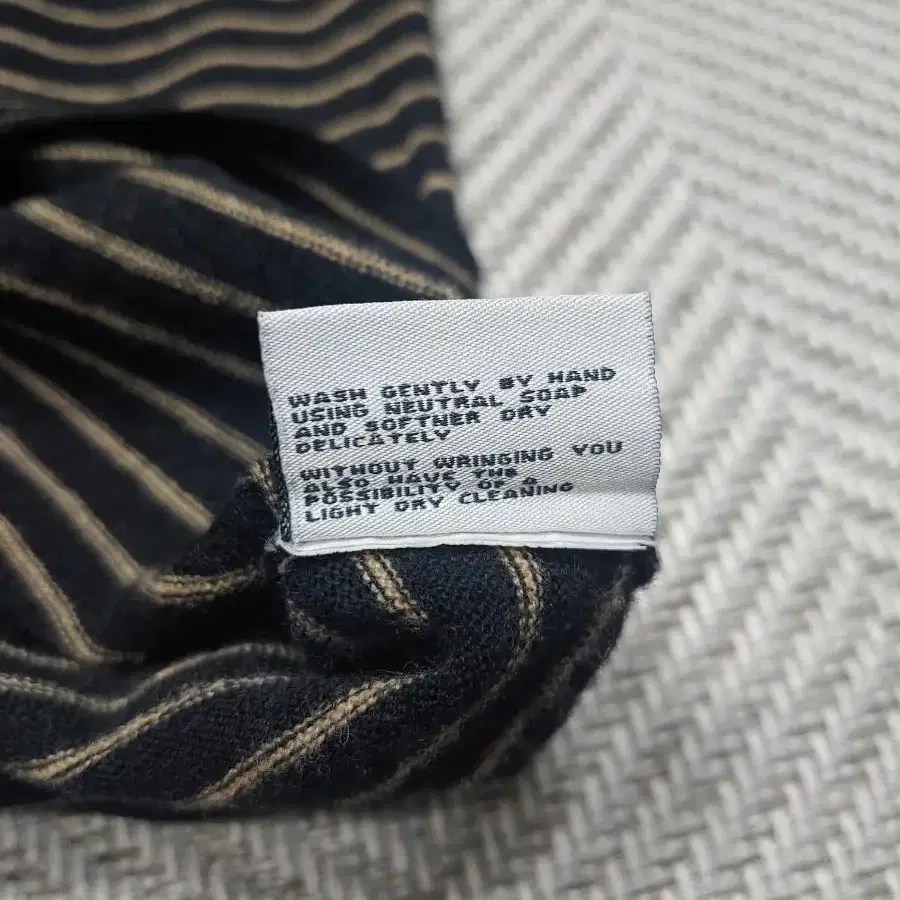 WASH GENTLY BY HAND
USING NEUTRAL SOAP
AND SOFTNER DRY
DELICATELY
WITHOUT WRINGING YOU
ALSO HAVE THE
POSSIBILITY OF A
LIGHT DRY CLEANING